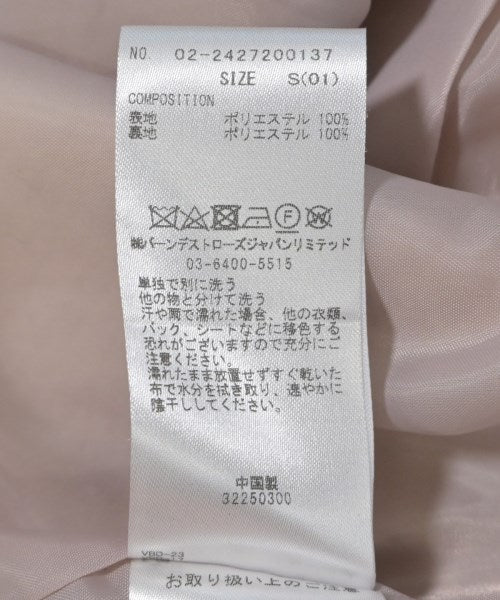 NO. 02-2427200137
SIZE S(01)
COMPOSITION
表地 ポリエステル 100%
裏地 ポリエステル 100%
㈱バーンデストローズジャパンリミテッド
03-6400-5515
単独で別に洗う
他の物と分けて洗う
汗や雨で濡れた場合、他の衣類、
バック、シートなどに移色する
恐れがございますので充分にご
注意ください。
濡れたまま放置せずすぐ乾いた
布で水分を拭き取り、速やかに
陰干ししてください。
中国製
32250300
VBD-23
お取り扱い上のご注意